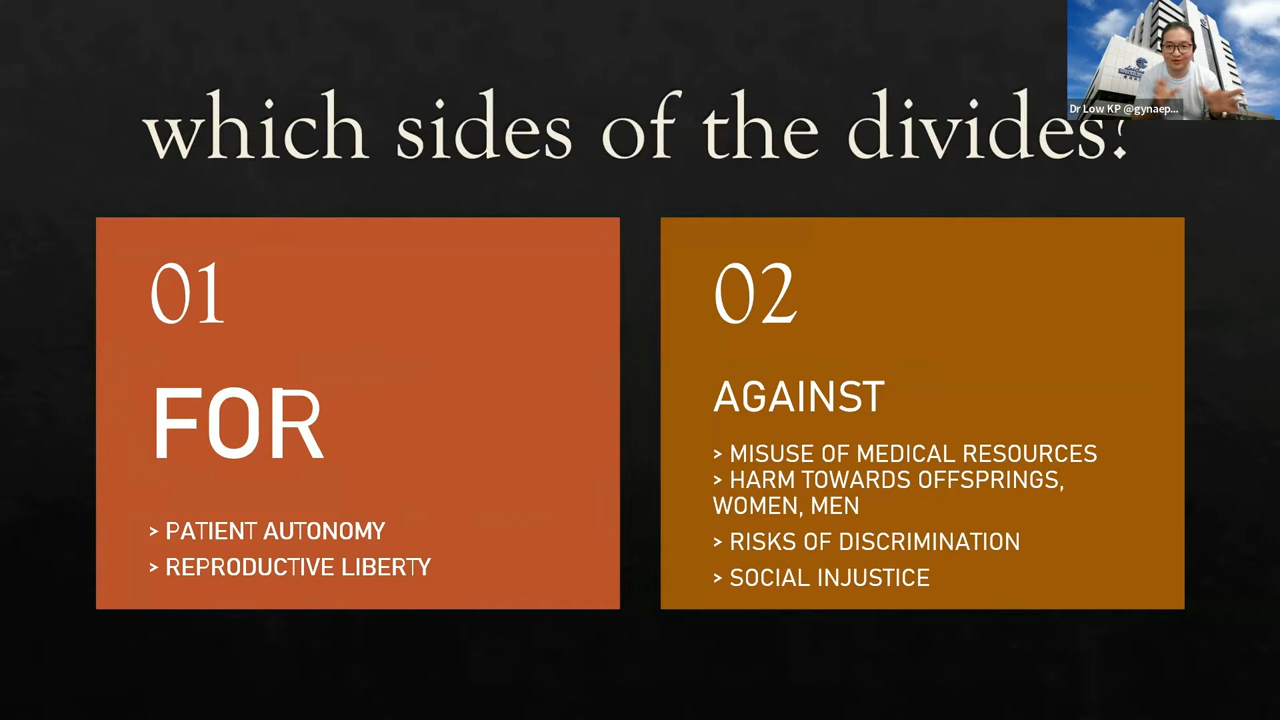 which sides of the divides?
Dr Low KP @gynaep...
01
FOR
> PATIENT AUTONOMY
> REPRODUCTIVE LIBERTY
02
AGAINST
> MISUSE OF MEDICAL RESOURCES
> HARM TOWARDS OFFSPRINGS,
WOMEN, MEN
> RISKS OF DISCRIMINATION
> SOCIAL INJUSTICE